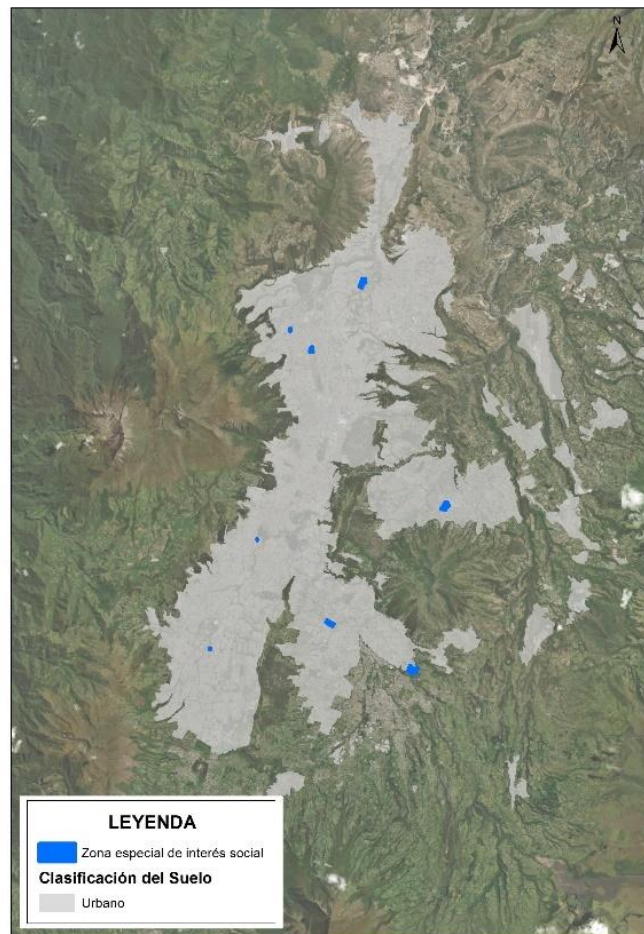 N
LEYENDA
Zona especial de interés social
Clasificación del Suelo
Urbano